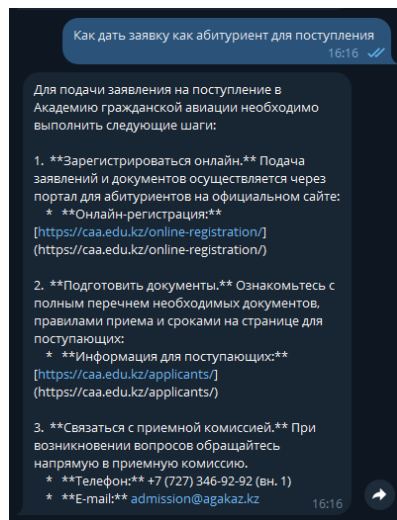 Как дать заявку как абитуриент для поступления
16:16
Для подачи заявления на поступление в
Академию гражданской авиации необходимо
выполнить следующие шаги:
1. **Зарегистрироваться онлайн.** Подача
заявлений и документов осуществляется через
портал для абитуриентов на официальном сайте:
* **Онлайн-регистрация:**
[https://caa.edu.kz/online-registration/]
(https://caa.edu.kz/online-registration/)
2. **Подготовить документы.** Ознакомьтесь с
полным перечнем необходимых документов,
правилами приема и сроками на странице для
поступающих:
* **Информация для поступающих:**
[https://caa.edu.kz/applicants/]
(https://caa.edu.kz/applicants/)
3. **Связаться с приемной комиссией.** При
возникновении вопросов обращайтесь
напрямую в приемную комиссию.
* **Телефон:** +7 (727) 346-92-92 (вн. 1)
* **E-mail:** admission@agakaz.kz
16:16